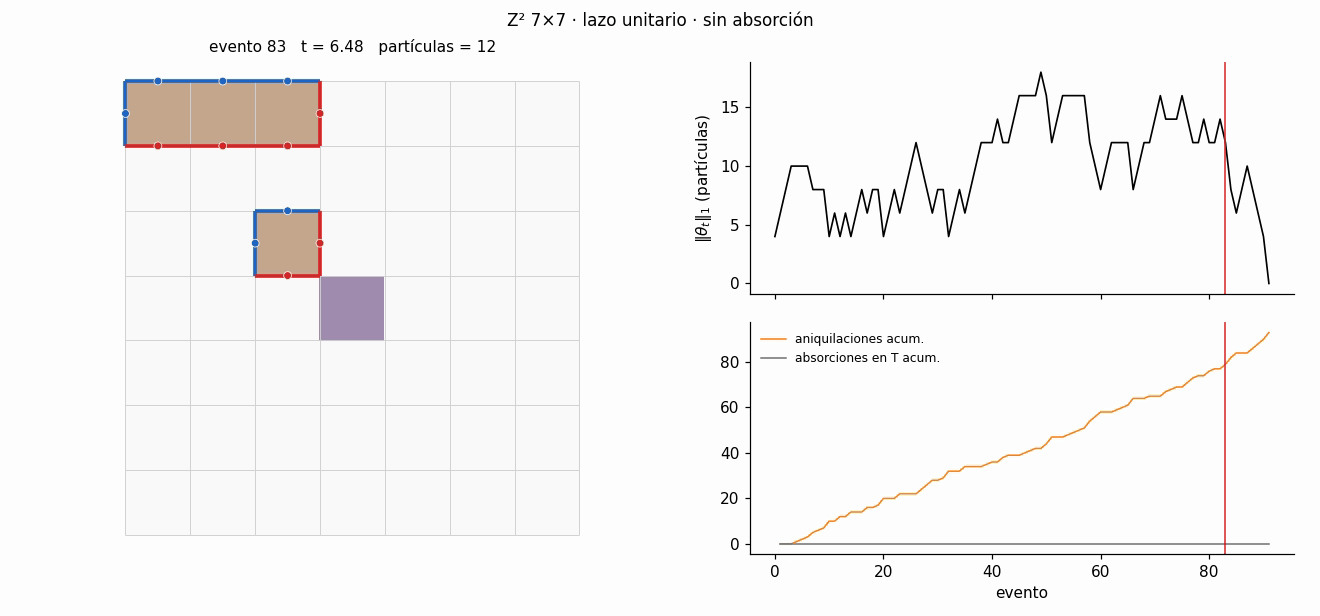 Z² 7×7 · lazo unitario · sin absorción
evento 83 t = 6.48 partículas = 12
‖θt‖1 (partículas)
15
10
5
0
aniquilaciones acum.
absorciones en T acum.
80
60
40
20
0
0 20 40 60 80
evento